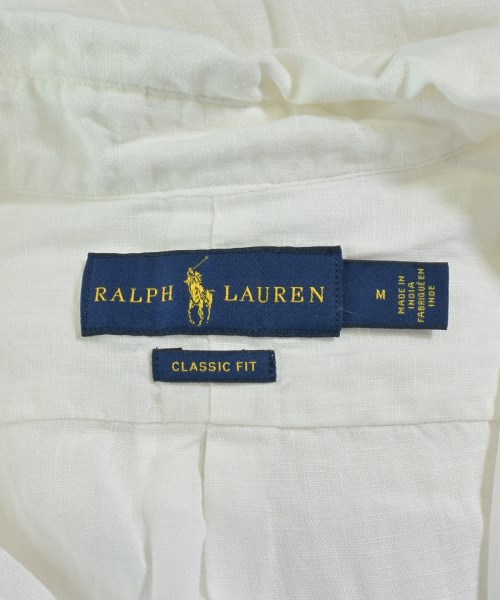 RALPH LAUREN
M
MADE IN
INDIA
FABRIQUÉ EN
INDE
CLASSIC FIT